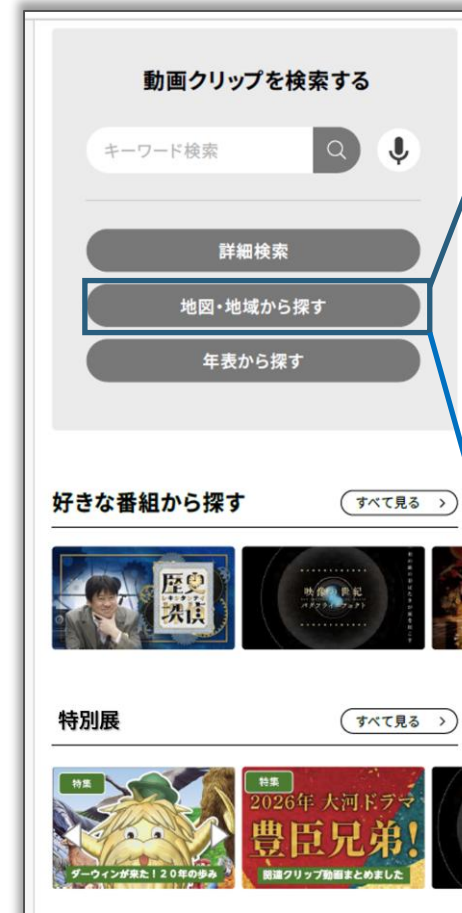 動画クリップを検索する
キーワード検索
詳細検索
地図・地域から探す
年表から探す
好きな番組から探す
すべて見る
歴史
探偵
映像の世紀
バタフライエフェクト
特別展
すべて見る
特集
ダーウィンが来た！２０年の歩み
特集
2026年 大河ドラマ
豊臣兄弟！
関連クリップ動画まとめました